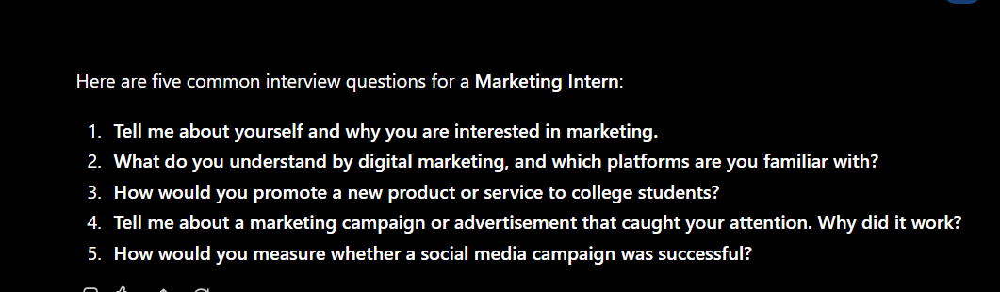 Here are five common interview questions for a Marketing Intern:
1. Tell me about yourself and why you are interested in marketing.
2. What do you understand by digital marketing, and which platforms are you familiar with?
3. How would you promote a new product or service to college students?
4. Tell me about a marketing campaign or advertisement that caught your attention. Why did it work?
5. How would you measure whether a social media campaign was successful?